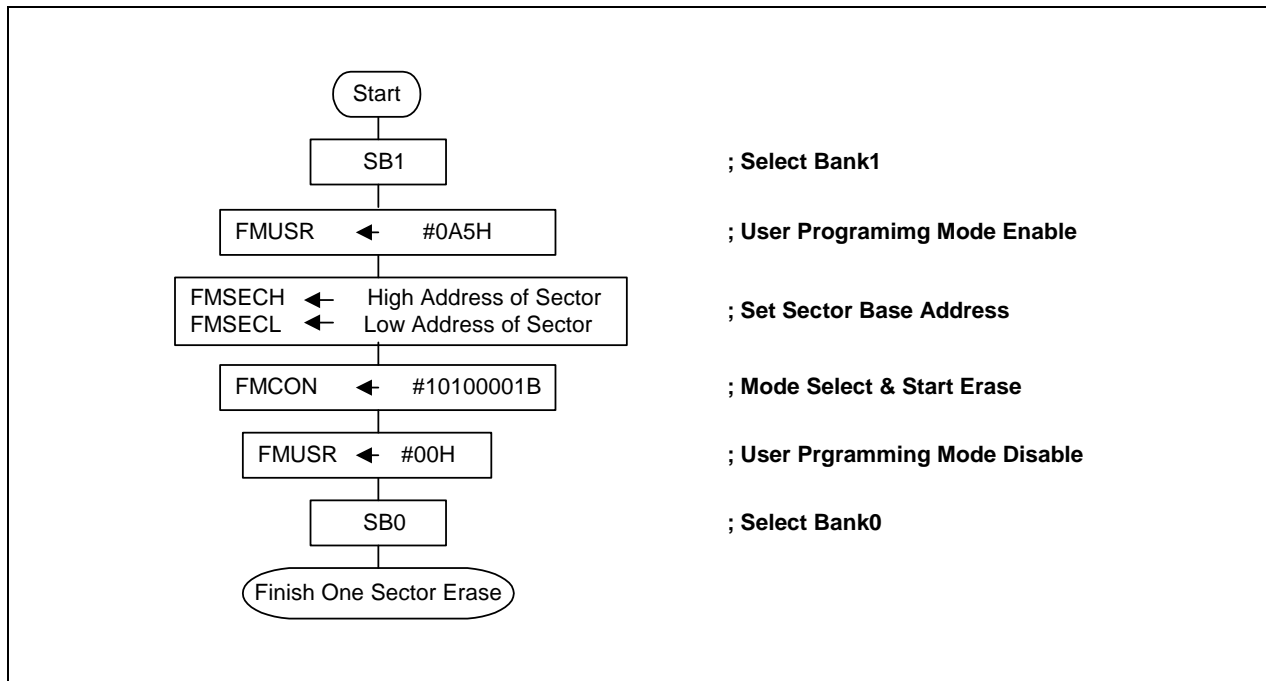 Start
SB1 ; Select Bank1
FMUSR ← #0A5H ; User Programimg Mode Enable
FMSECH ← High Address of Sector
FMSECL ← Low Address of Sector
; Set Sector Base Address
FMCON ← #10100001B ; Mode Select & Start Erase
FMUSR ← #00H ; User Prgramming Mode Disable
SB0 ; Select Bank0
Finish One Sector Erase